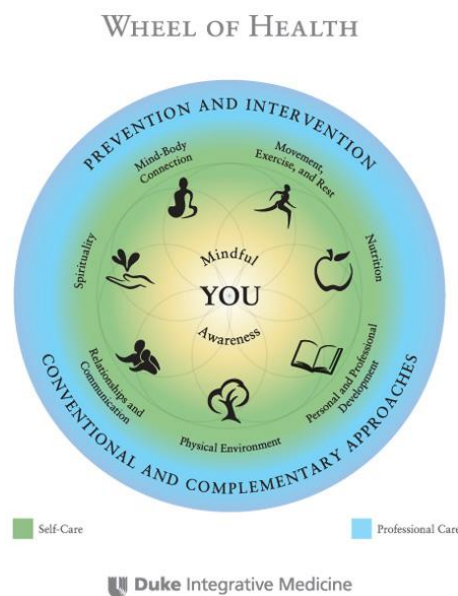 WHEEL OF HEALTH
PREVENTION AND INTERVENTION
Mind-Body
Connection
Movement,
Exercise, and Rest
Spirituality
Nutrition
Mindful
YOU
Awareness
Relationships and
Communication
Personal and Professional
Development
Physical Environment
CONVENTIONAL AND COMPLEMENTARY APPROACHES
Self-Care
Professional Care
Duke Integrative Medicine